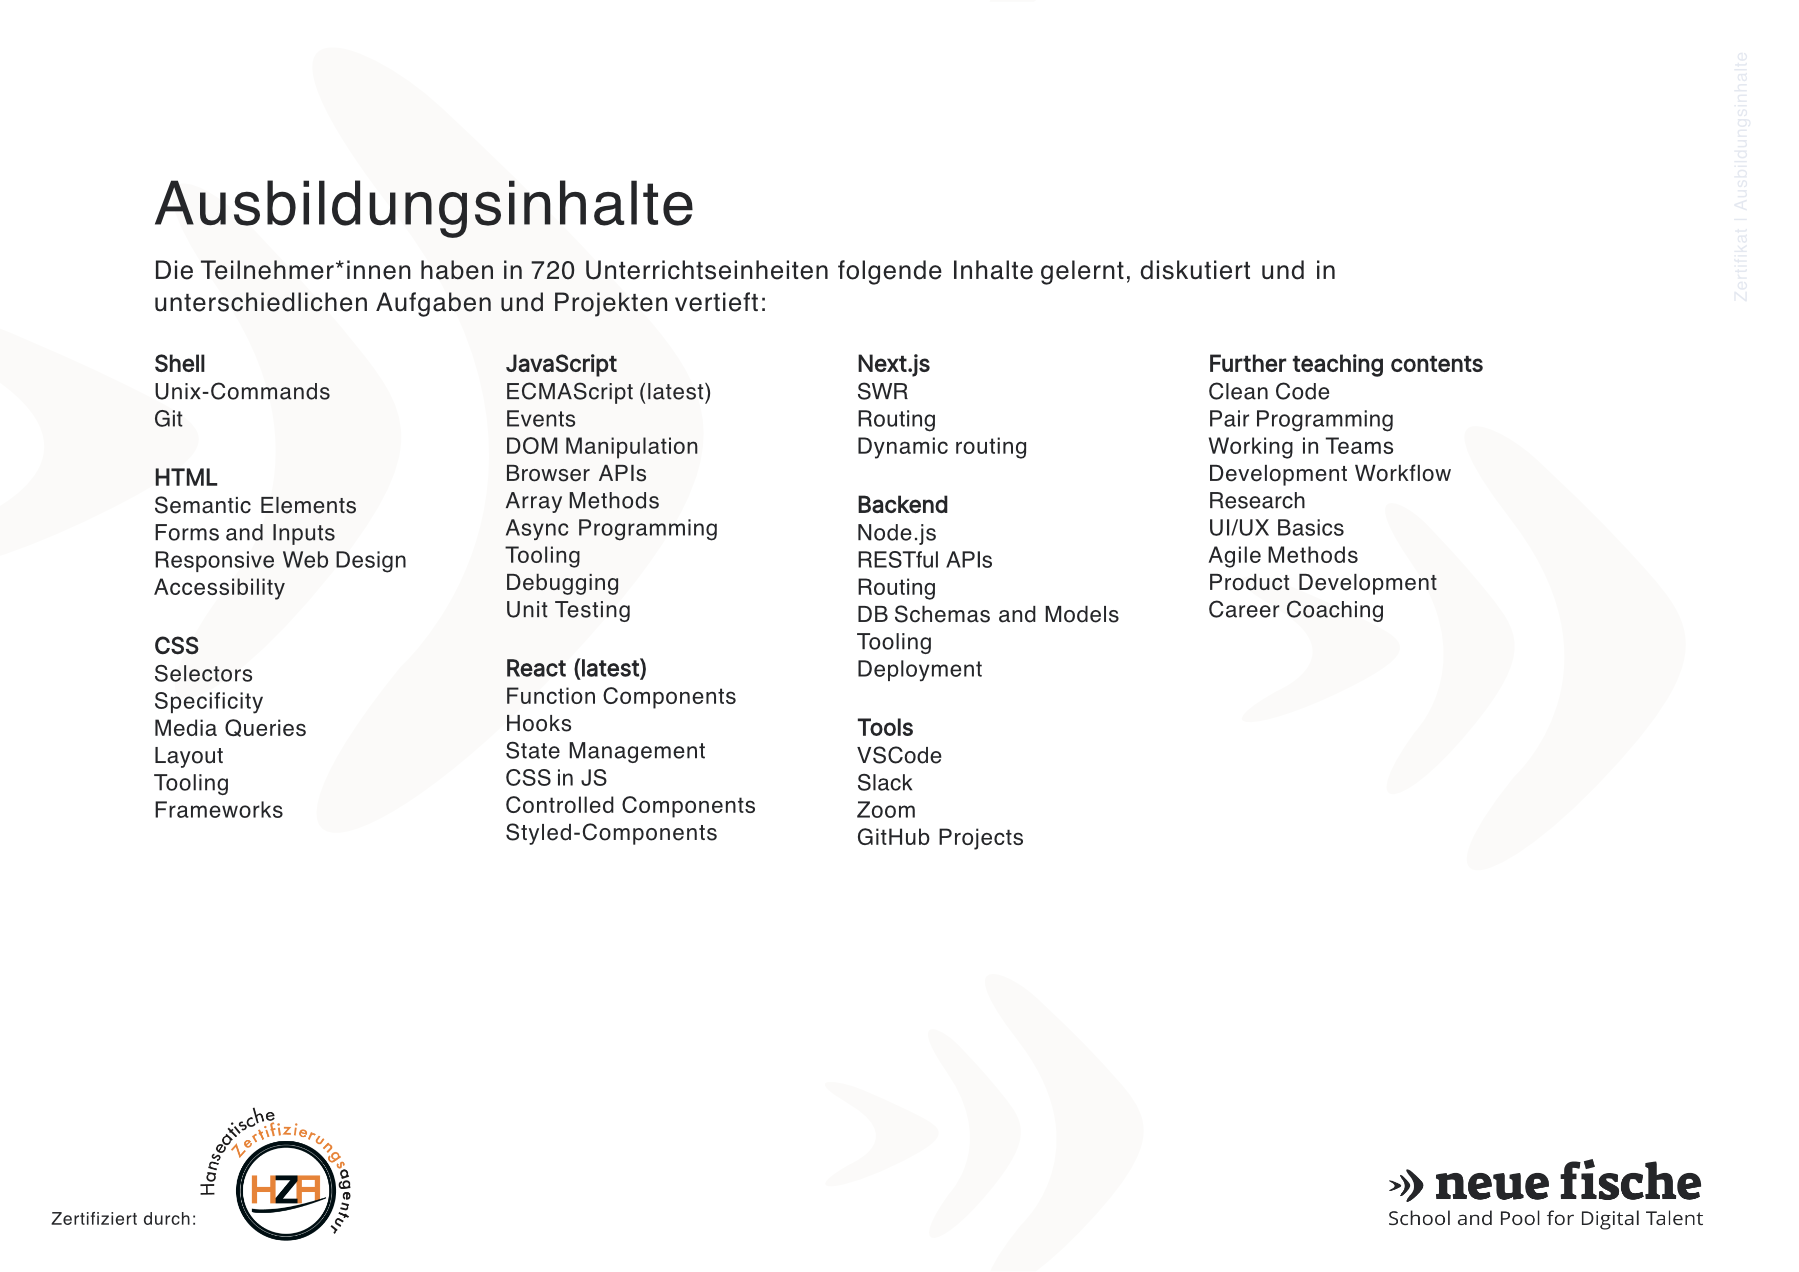 Zertifikat | Ausbildungsinhalte
Ausbildungsinhalte
Die Teilnehmer*innen haben in 720 Unterrichtseinheiten folgende Inhalte gelernt, diskutiert und in
unterschiedlichen Aufgaben und Projekten vertieft:
Shell
Unix-Commands
Git
HTML
Semantic Elements
Forms and Inputs
Responsive Web Design
Accessibility
CSS
Selectors
Specificity
Media Queries
Layout
Tooling
Frameworks
JavaScript
ECMAScript (latest)
Events
DOM Manipulation
Browser APIs
Array Methods
Async Programming
Tooling
Debugging
Unit Testing
React (latest)
Function Components
Hooks
State Management
CSS in JS
Controlled Components
Styled-Components
Next.js
SWR
Routing
Dynamic routing
Backend
Node.js
RESTful APIs
Routing
DB Schemas and Models
Tooling
Deployment
Tools
VSCode
Slack
Zoom
GitHub Projects
Further teaching contents
Clean Code
Pair Programming
Working in Teams
Development Workflow
Research
UI/UX Basics
Agile Methods
Product Development
Career Coaching
Zertifiziert durch:
Hanseatische
Zertifizierungsagentur
HZA
neue fische
School and Pool for Digital Talent